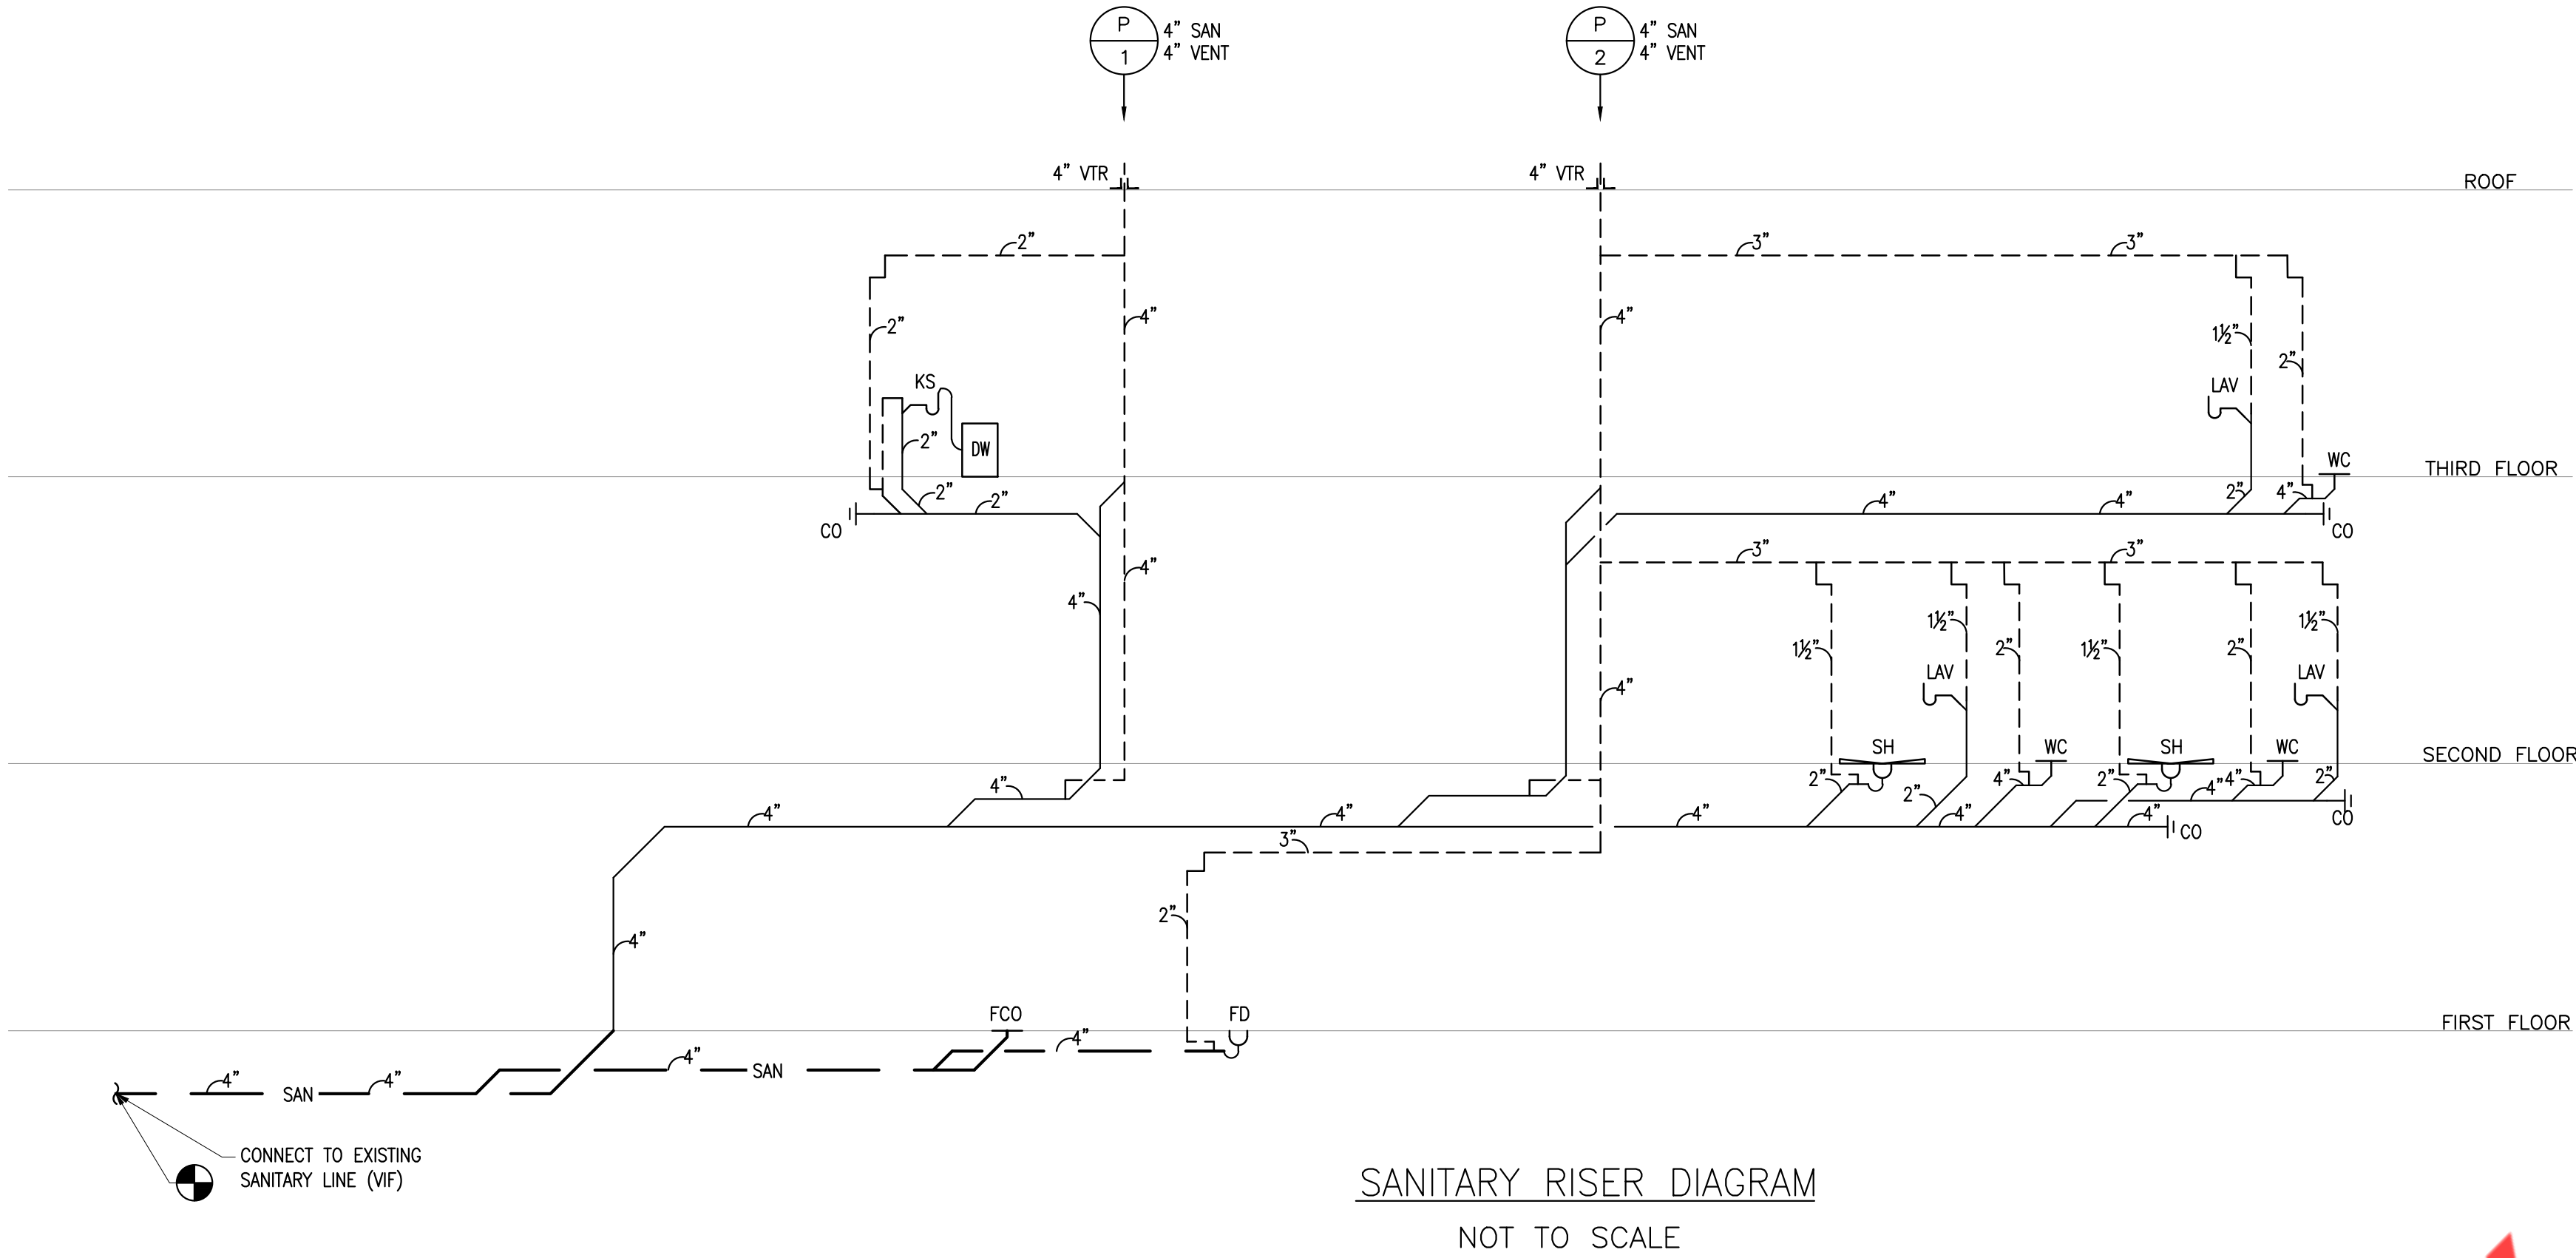 P
1
4" SAN
4" VENT
P
2
4" SAN
4" VENT
4" VTR
4" VTR
ROOF
2"
3"
3"
2"
4"
4"
1½"
2"
KS
LAV
2"
DW
WC
THIRD FLOOR
2"
2"
4"
4"
2"
4"
CO
CO
3"
3"
4"
4"
1½"
1½"
1½"
2"
1½"
2"
4"
LAV
LAV
SH
WC
SH
WC
SECOND FLOOR
4"
2"
2"
4"
2"
4"
4"
2"
4"
4"
4"
4"
4"
CO
CO
3"
2"
4"
FCO
FD
FIRST FLOOR
4"
4"
SAN
4"
4"
SAN
CONNECT TO EXISTING
SANITARY LINE (VIF)
SANITARY RISER DIAGRAM
NOT TO SCALE